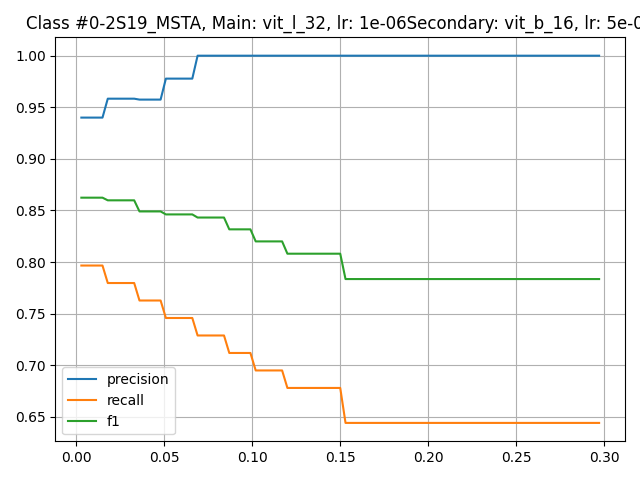 Class #0-2S19_MSTA, Main: vit_l_32, lr: 1e-06Secondary: vit_b_16, lr: 5e-0
1.00
0.95
0.90
0.85
0.80
0.75
0.70
0.65
precision
recall
f1
0.00 0.05 0.10 0.15 0.20 0.25 0.30